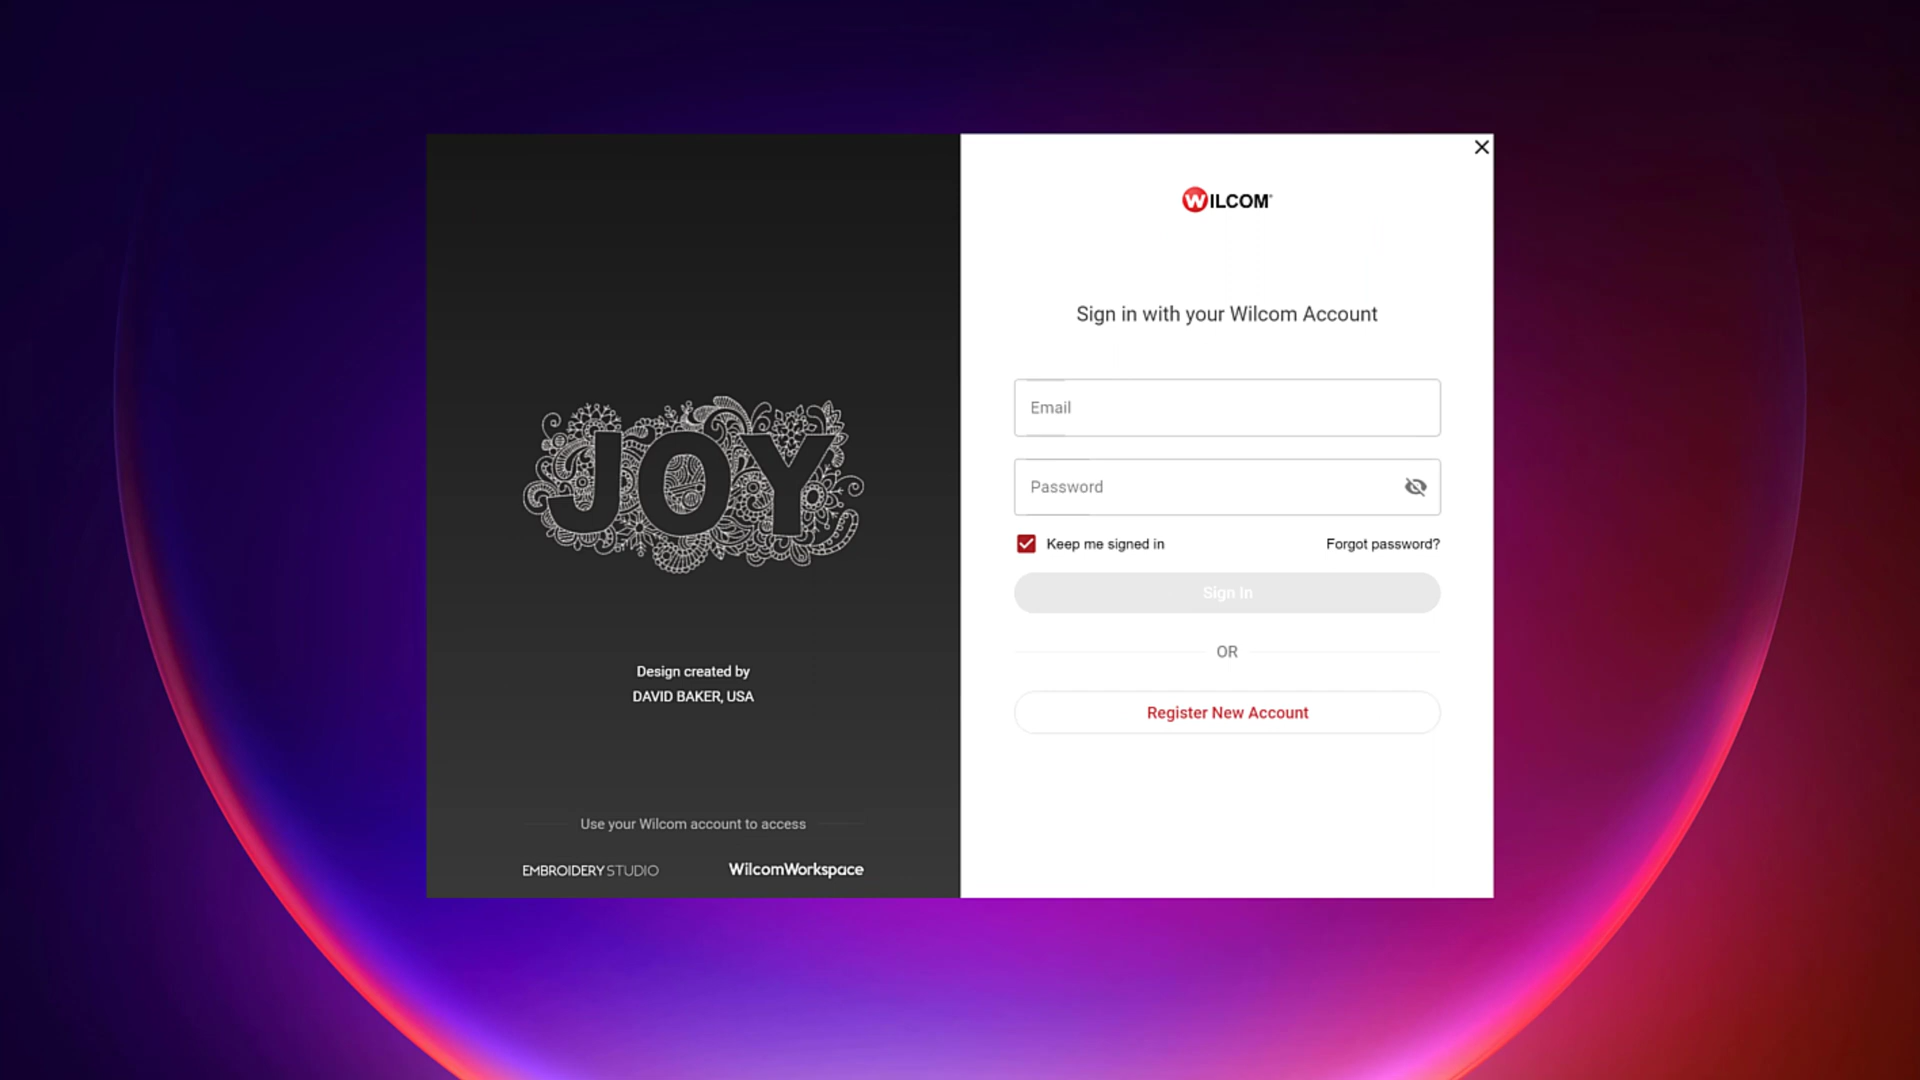 JOY
Design created by
DAVID BAKER, USA
Use your Wilcom account to access
EMBROIDERY STUDIO
WilcomWorkspace
WILCOM®
Sign in with your Wilcom Account
Email
Password
Keep me signed in
Forgot password?
Sign In
OR
Register New Account